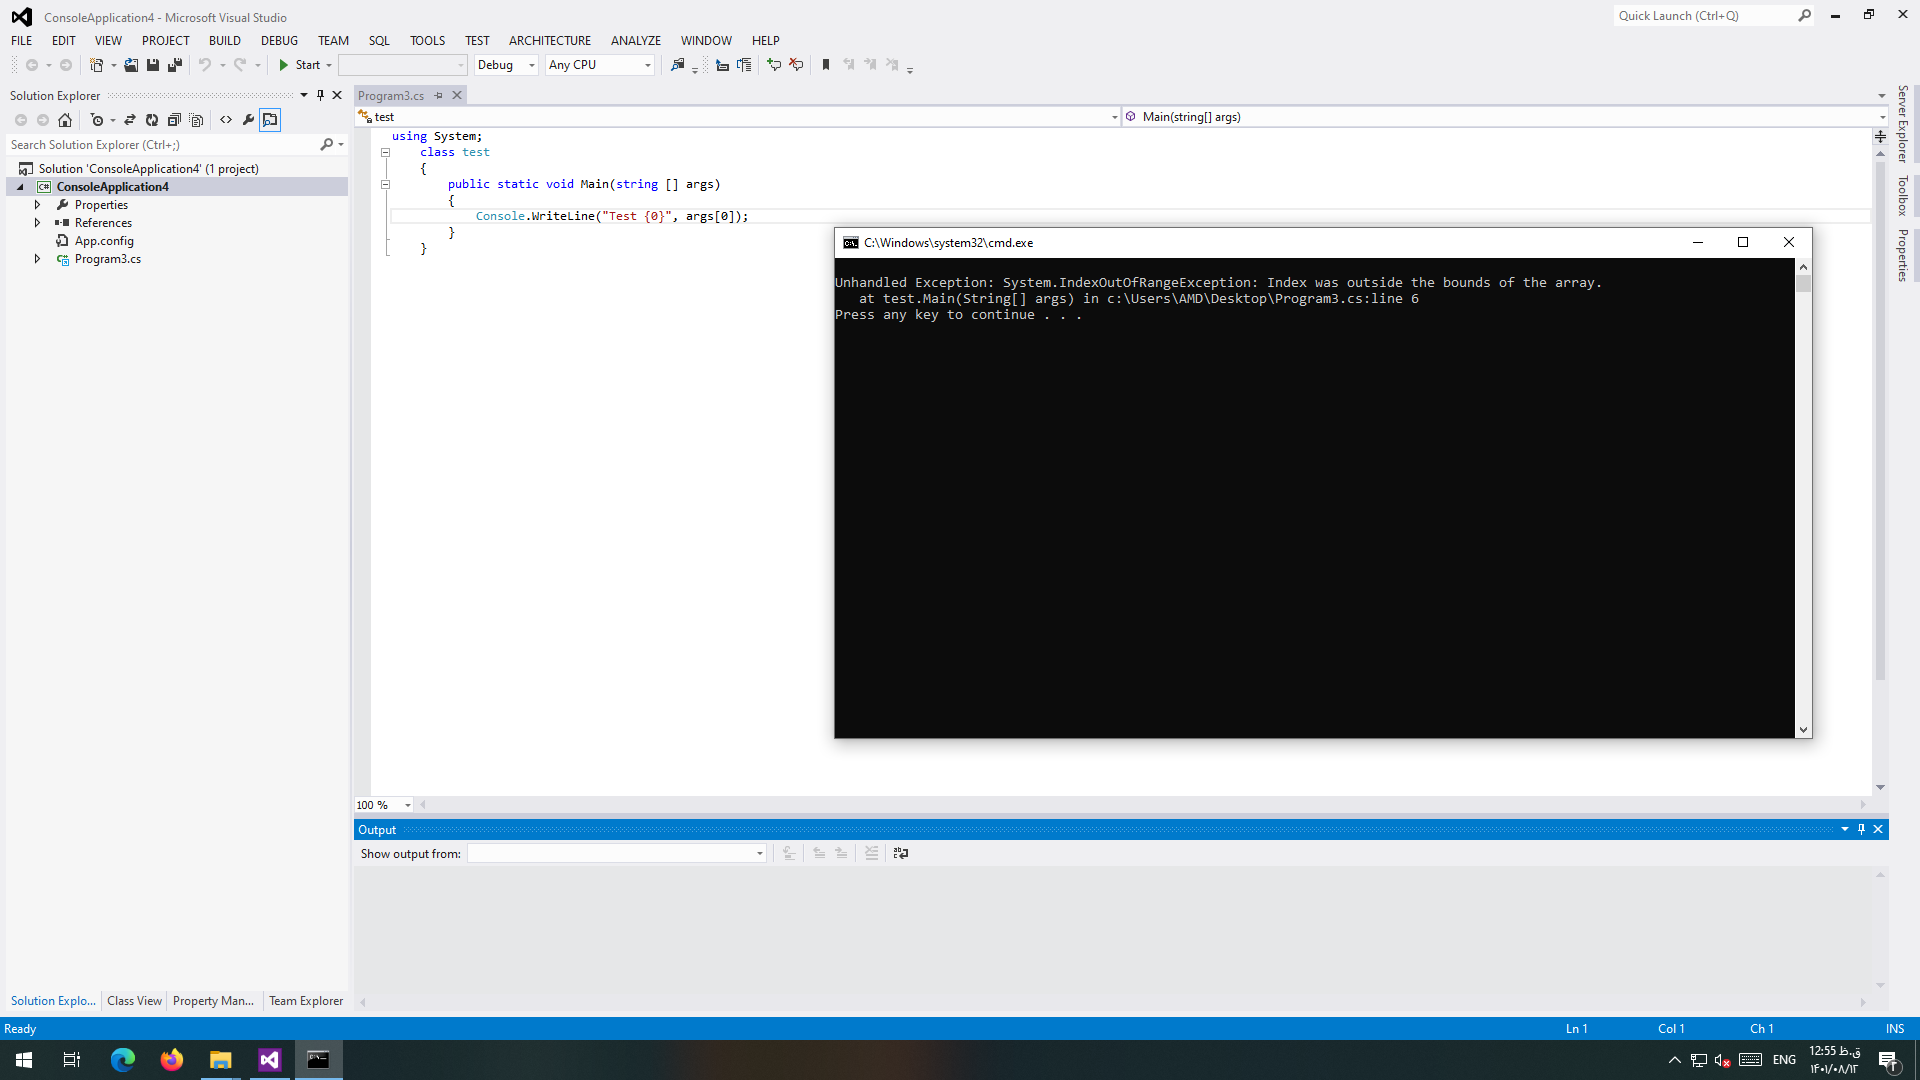 ConsoleApplication4 - Microsoft Visual Studio
Quick Launch (Ctrl+Q)
FILE EDIT VIEW PROJECT BUILD DEBUG TEAM SQL TOOLS TEST ARCHITECTURE ANALYZE WINDOW HELP
Start Debug Any CPU
Solution Explorer
Program3.cs
Search Solution Explorer (Ctrl+;)
Solution 'ConsoleApplication4' (1 project)
C# ConsoleApplication4
Properties
References
App.config
C# Program3.cs
test
Main(string[] args)
using System;
class test
{
public static void Main(string [] args)
{
Console.WriteLine("Test {0}", args[0]);
}
}
C:\Windows\system32\cmd.exe
Unhandled Exception: System.IndexOutOfRangeException: Index was outside the bounds of the array.
at test.Main(String[] args) in c:\Users\AMD\Desktop\Program3.cs:line 6
Press any key to continue . . .
Server Explorer
Toolbox
Properties
100 %
Output
Show output from:
Solution Explo... Class View Property Man... Team Explorer
Ready
Ln 1 Col 1 Ch 1 INS
ENG
12:55 ق.ظ
۱۴۰۱/۰۸/۱۲